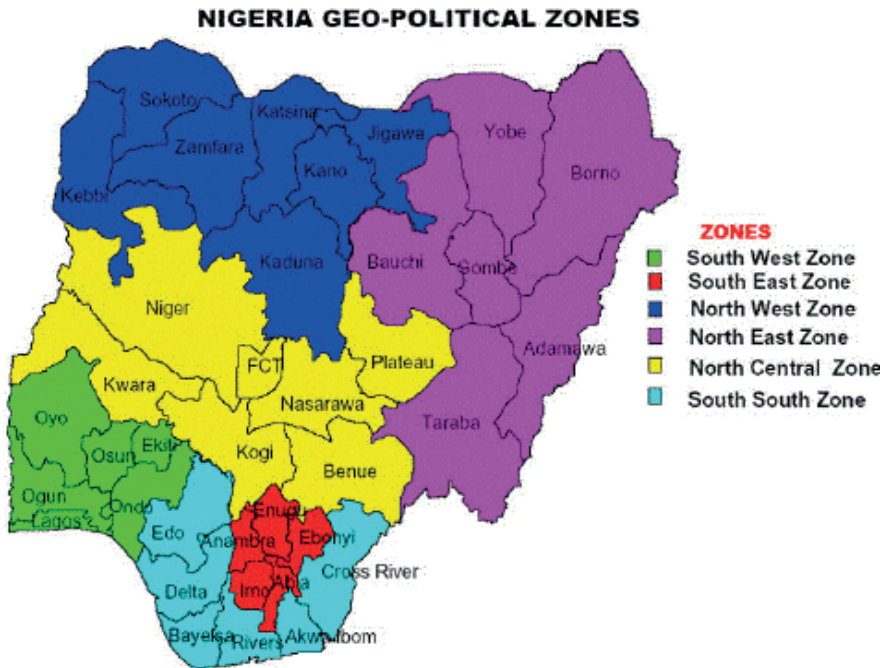 NIGERIA GEO-POLITICAL ZONES
Sokoto
Katsina
Jigawa
Yobe
Zamfara
Kano
Borno
Kebbi
Kaduna
Bauchi
Gombe
Niger
Adamawa
FCT
Plateau
Kwara
Nasarawa
Taraba
Oyo
Kogi
Benue
Osun
Ekiti
Ogun
Ondo
Lagos
Edo
Enugu
Anambra
Ebonyi
Cross River
Delta
Imo
Abia
Bayelsa
Rivers
Akwa Ibom
ZONES
South West Zone
South East Zone
North West Zone
North East Zone
North Central Zone
South South Zone